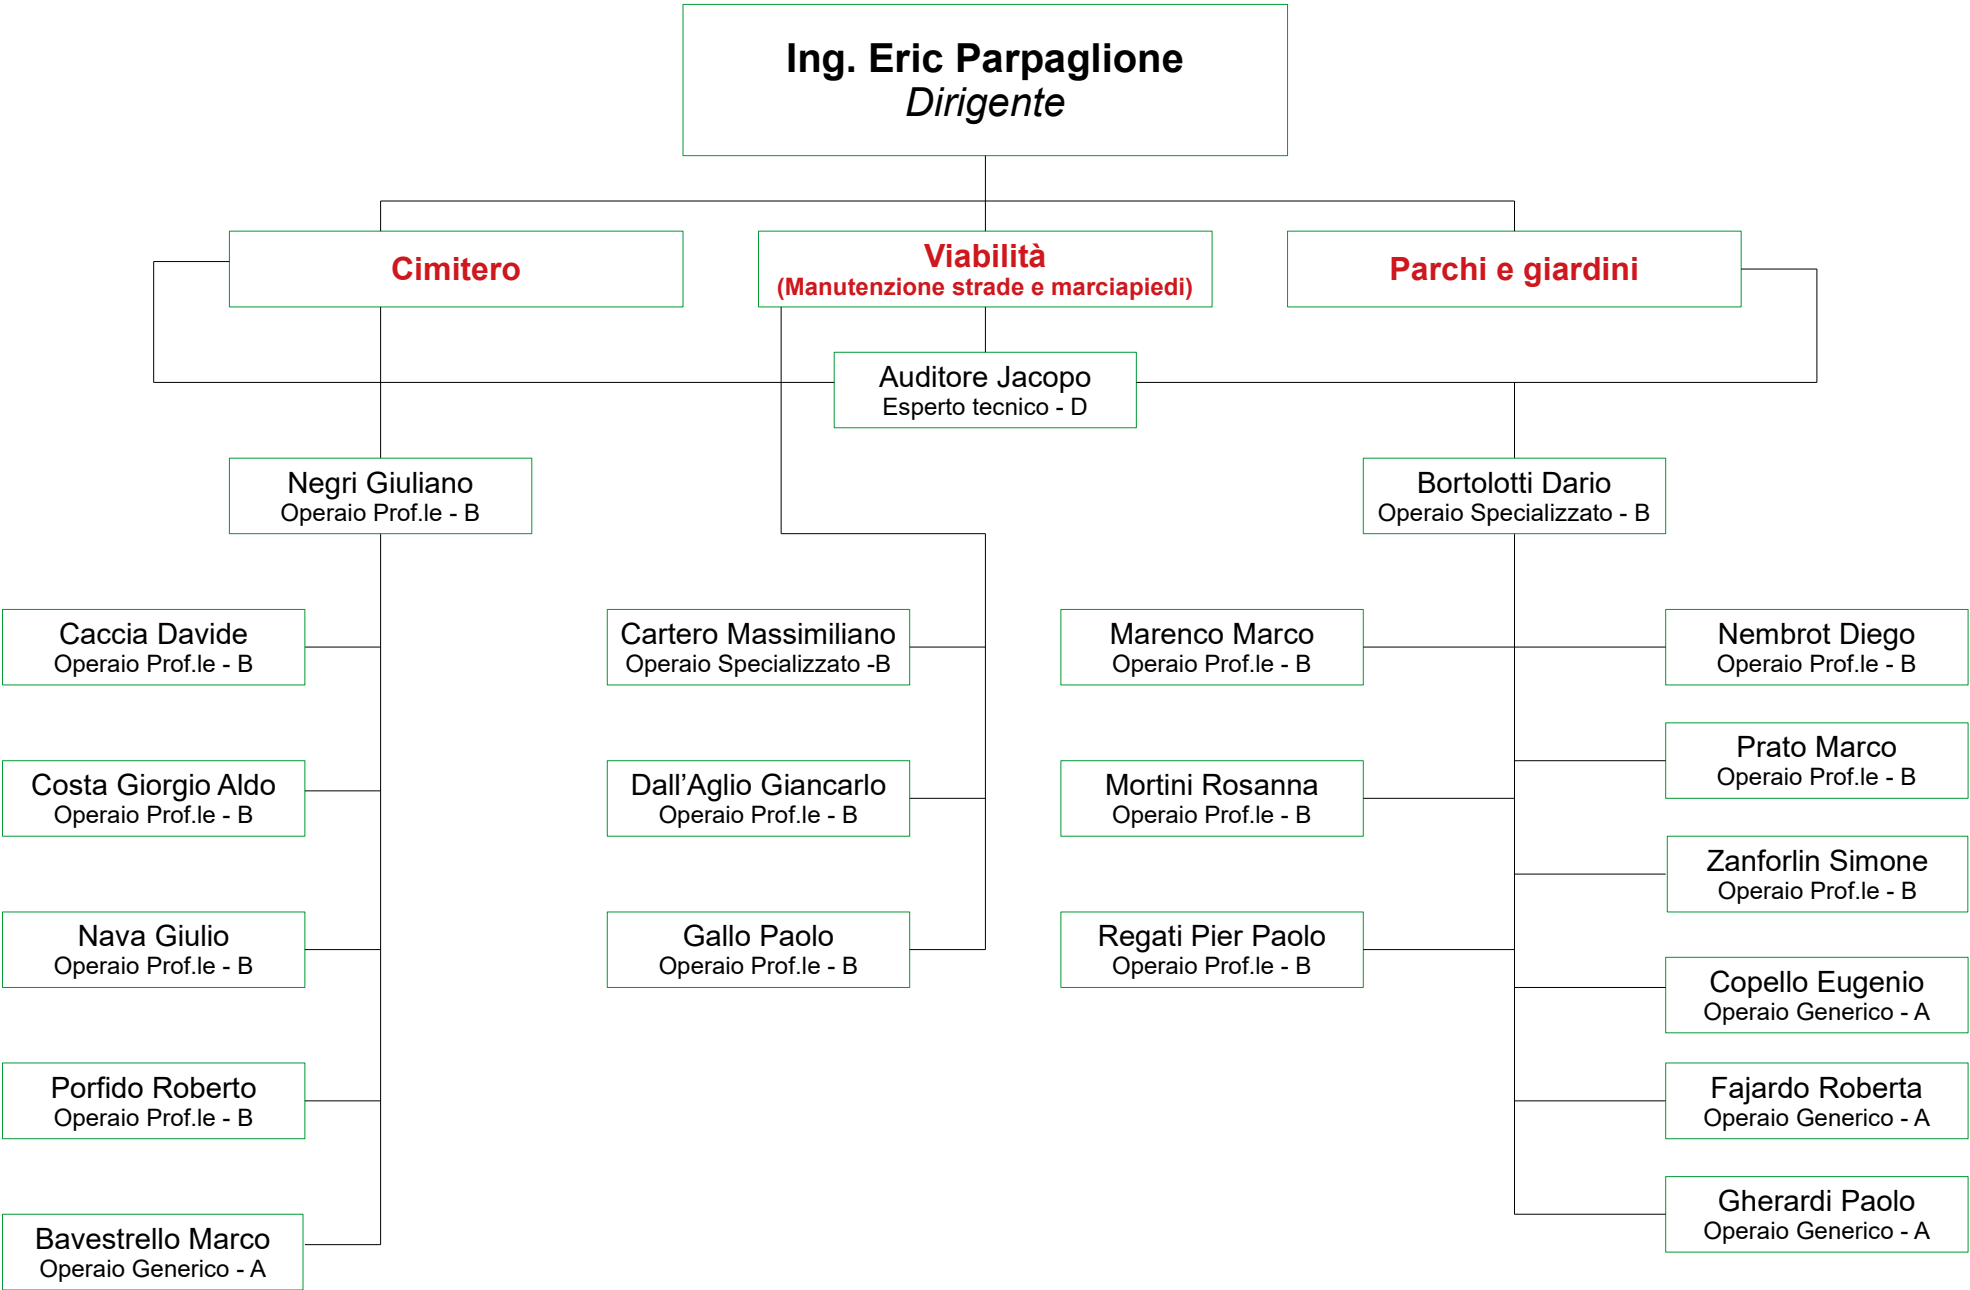 Ing. Eric Parpaglione
Dirigente
Cimitero
Viabilità
(Manutenzione strade e marciapiedi)
Parchi e giardini
Auditore Jacopo
Esperto tecnico - D
Negri Giuliano
Operaio Prof.le - B
Bortolotti Dario
Operaio Specializzato - B
Caccia Davide
Operaio Prof.le - B
Costa Giorgio Aldo
Operaio Prof.le - B
Nava Giulio
Operaio Prof.le - B
Porfido Roberto
Operaio Prof.le - B
Bavestrello Marco
Operaio Generico - A
Cartero Massimiliano
Operaio Specializzato -B
Dall’Aglio Giancarlo
Operaio Prof.le - B
Gallo Paolo
Operaio Prof.le - B
Marenco Marco
Operaio Prof.le - B
Mortini Rosanna
Operaio Prof.le - B
Regati Pier Paolo
Operaio Prof.le - B
Nembrot Diego
Operaio Prof.le - B
Prato Marco
Operaio Prof.le - B
Zanforlin Simone
Operaio Prof.le - B
Copello Eugenio
Operaio Generico - A
Fajardo Roberta
Operaio Generico - A
Gherardi Paolo
Operaio Generico - A